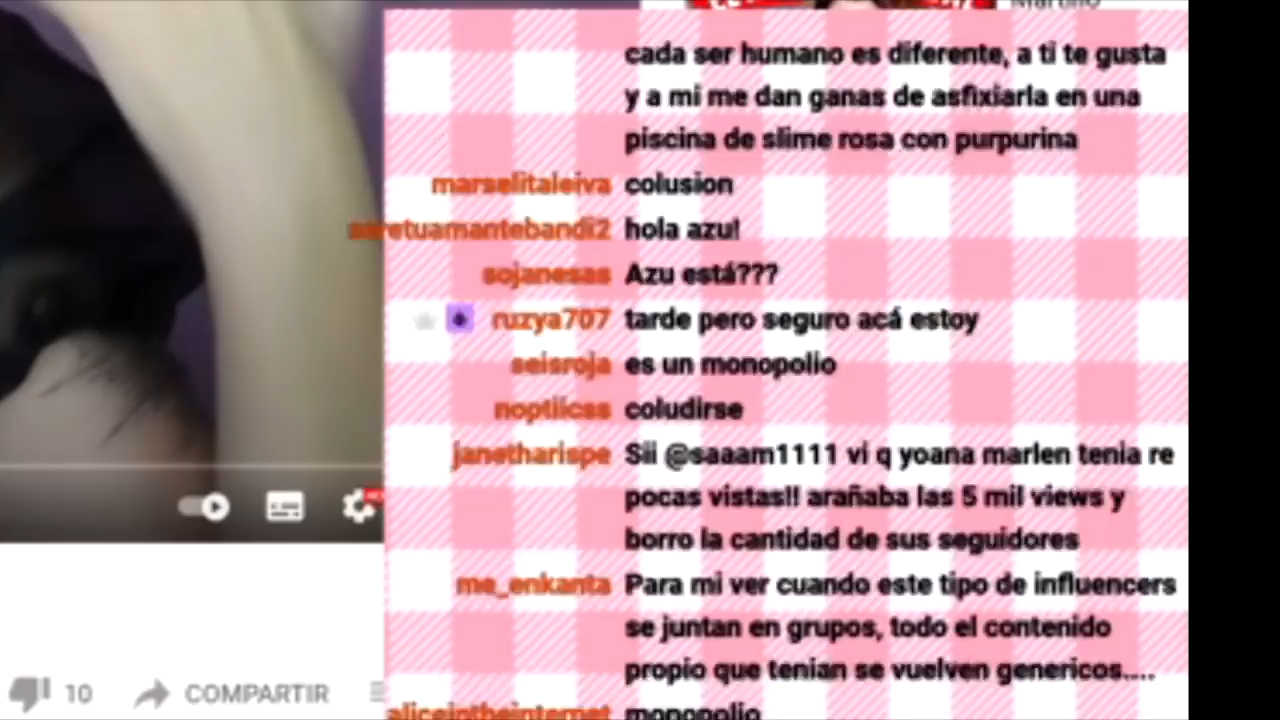 cada ser humano es diferente, a ti te gusta
y a mi me dan ganas de asfixiarla en una
piscina de slime rosa con purpurina
marselitaleiva colusion
seretuamantebandi2 hola azu!
sojanesas Azu está???
ruzya707 tarde pero seguro acá estoy
seisroja es un monopolio
noptiicss coludirse
janetharispe Sii @saaam1111 vi q yoana marlen tenia re
pocas vistas!! arañaba las 5 mil views y
borro la cantidad de sus seguidores
me_enkanta Para mi ver cuando este tipo de influencers
se juntan en grupos, todo el contenido
propio que tenian se vuelven genericos....
aliceintheinternet monopolio
10 COMPARTIR